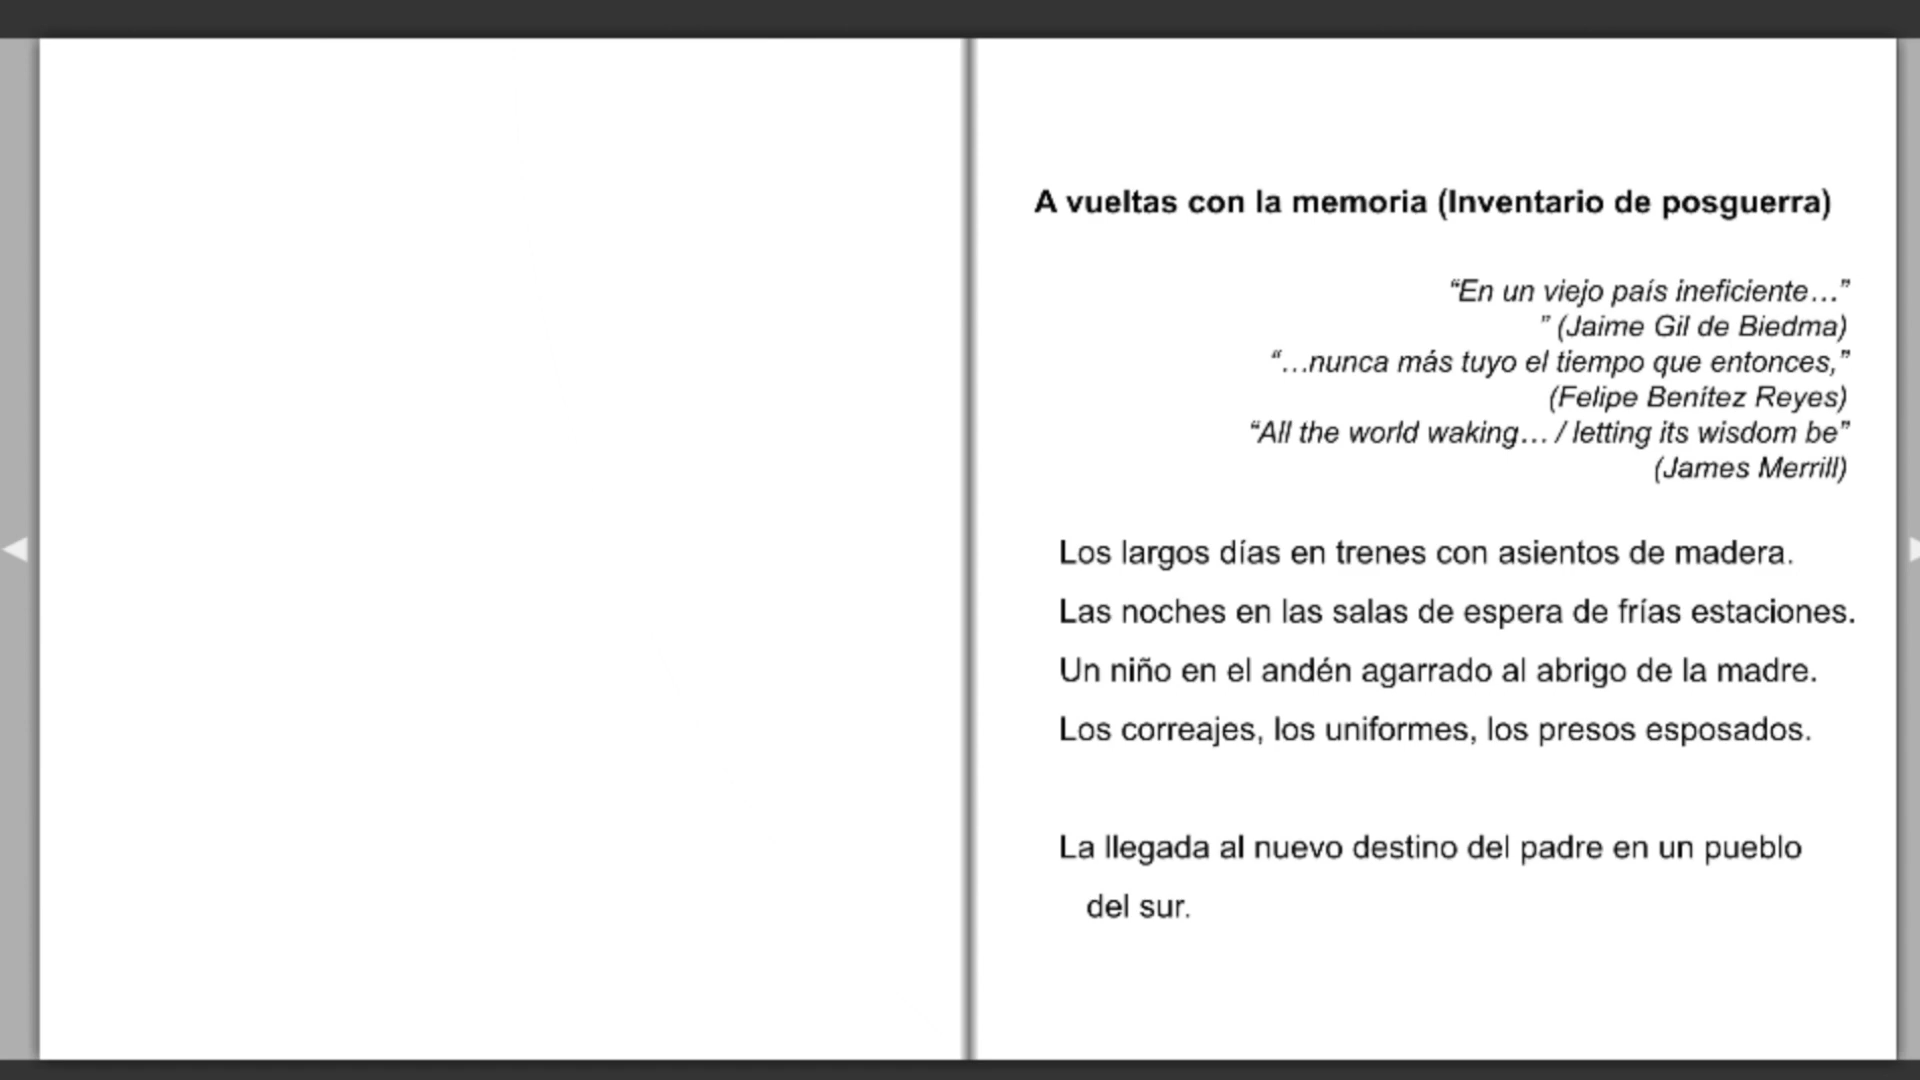 A vueltas con la memoria (Inventario de posguerra)
“En un viejo país ineficiente…”
” (Jaime Gil de Biedma)
“…nunca más tuyo el tiempo que entonces,”
(Felipe Benítez Reyes)
“All the world waking… / letting its wisdom be”
(James Merrill)
Los largos días en trenes con asientos de madera.
Las noches en las salas de espera de frías estaciones.
Un niño en el andén agarrado al abrigo de la madre.
Los correajes, los uniformes, los presos esposados.
La llegada al nuevo destino del padre en un pueblo
del sur.